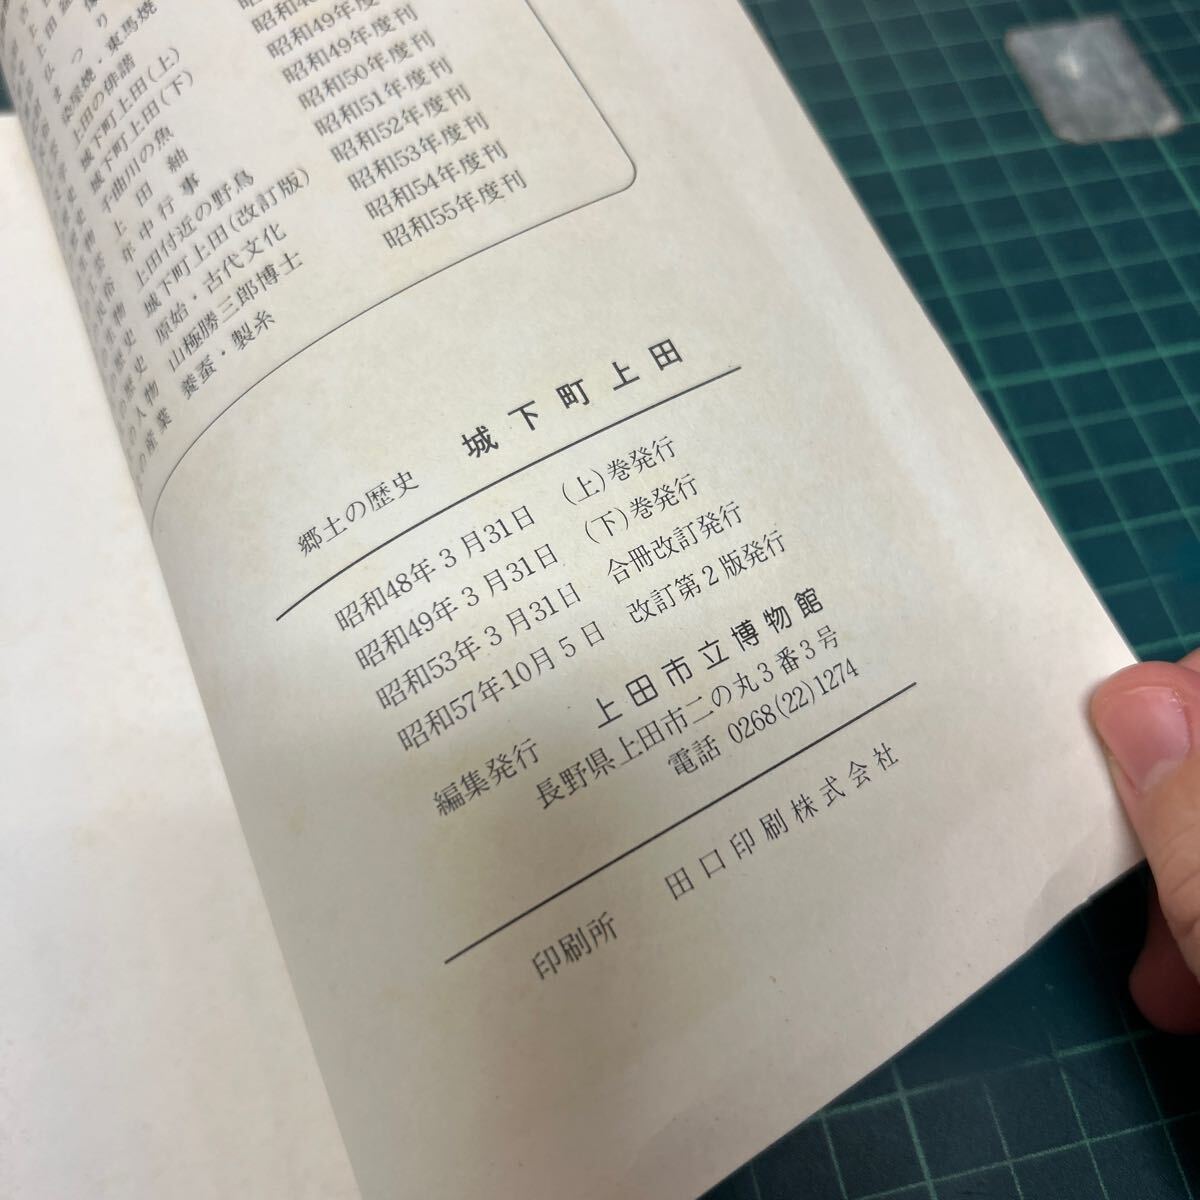 つり
染屋焼・東馬焼
上田の俳諧
城下町上田(上)
城下町上田(下)
千曲川の魚
上田紬
年中行事
上田付近の野鳥
城下町上田(改訂版)
原始・古代文化
山極勝三郎博士
養蚕・製糸
昭和49年度刊
昭和49年度刊
昭和50年度刊
昭和51年度刊
昭和52年度刊
昭和53年度刊
昭和54年度刊
昭和55年度刊
郷土の歴史 城下町上田
昭和48年3月31日 (上)巻発行
昭和49年3月31日 (下)巻発行
昭和53年3月31日 合冊改訂発行
昭和57年10月5日 改訂第2版発行
編集発行 上田市立博物館
長野県上田市二の丸3番3号
電話 0268(22)1274
印刷所 田口印刷株式会社